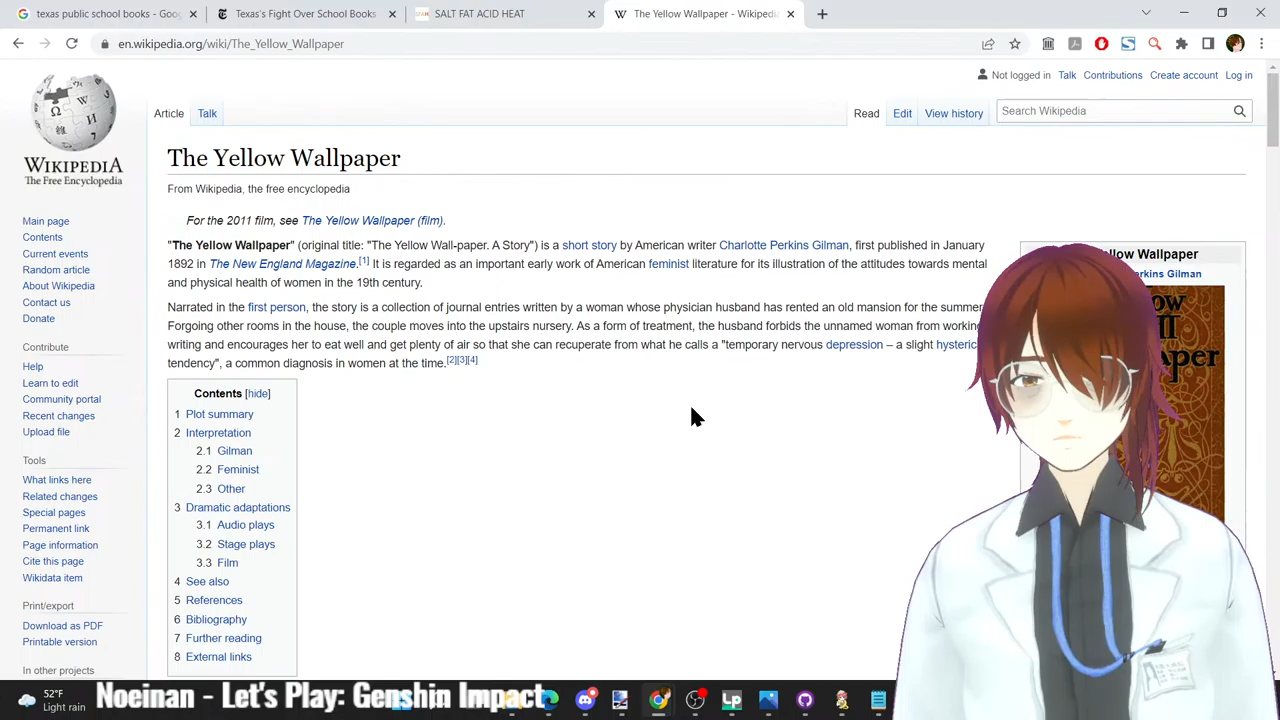 texas public school books - Goog
Texas's Fight Over School Books
SALT FAT ACID HEAT
The Yellow Wallpaper - Wikipedi
en.wikipedia.org/wiki/The_Yellow_Wallpaper
Not logged in Talk Contributions Create account Log in
Article Talk Read Edit View history Search Wikipedia
WIKIPEDIA
The Free Encyclopedia
Main page
Contents
Current events
Random article
About Wikipedia
Contact us
Donate
Contribute
Help
Learn to edit
Community portal
Recent changes
Upload file
Tools
What links here
Related changes
Special pages
Permanent link
Page information
Cite this page
Wikidata item
Print/export
Download as PDF
Printable version
In other projects
The Yellow Wallpaper
From Wikipedia, the free encyclopedia
For the 2011 film, see The Yellow Wallpaper (film).
"The Yellow Wallpaper" (original title: "The Yellow Wall-paper. A Story") is a short story by American writer Charlotte Perkins Gilman, first published in January
1892 in The New England Magazine.[1] It is regarded as an important early work of American feminist literature for its illustration of the attitudes towards mental
and physical health of women in the 19th century.
Narrated in the first person, the story is a collection of journal entries written by a woman whose physician husband has rented an old mansion for the summer.
Forgoing other rooms in the house, the couple moves into the upstairs nursery. As a form of treatment, the husband forbids the unnamed woman from working
writing and encourages her to eat well and get plenty of air so that she can recuperate from what he calls a "temporary nervous depression – a slight hysterica
tendency", a common diagnosis in women at the time.[2][3][4]
Contents [hide]
1 Plot summary
2 Interpretation
2.1 Gilman
2.2 Feminist
2.3 Other
3 Dramatic adaptations
3.1 Audio plays
3.2 Stage plays
3.3 Film
4 See also
5 References
6 Bibliography
7 Further reading
8 External links
llow Wallpaper
erkins Gilman
52°F
Light rain
Noeinan - Let's Play: Genshin Impact